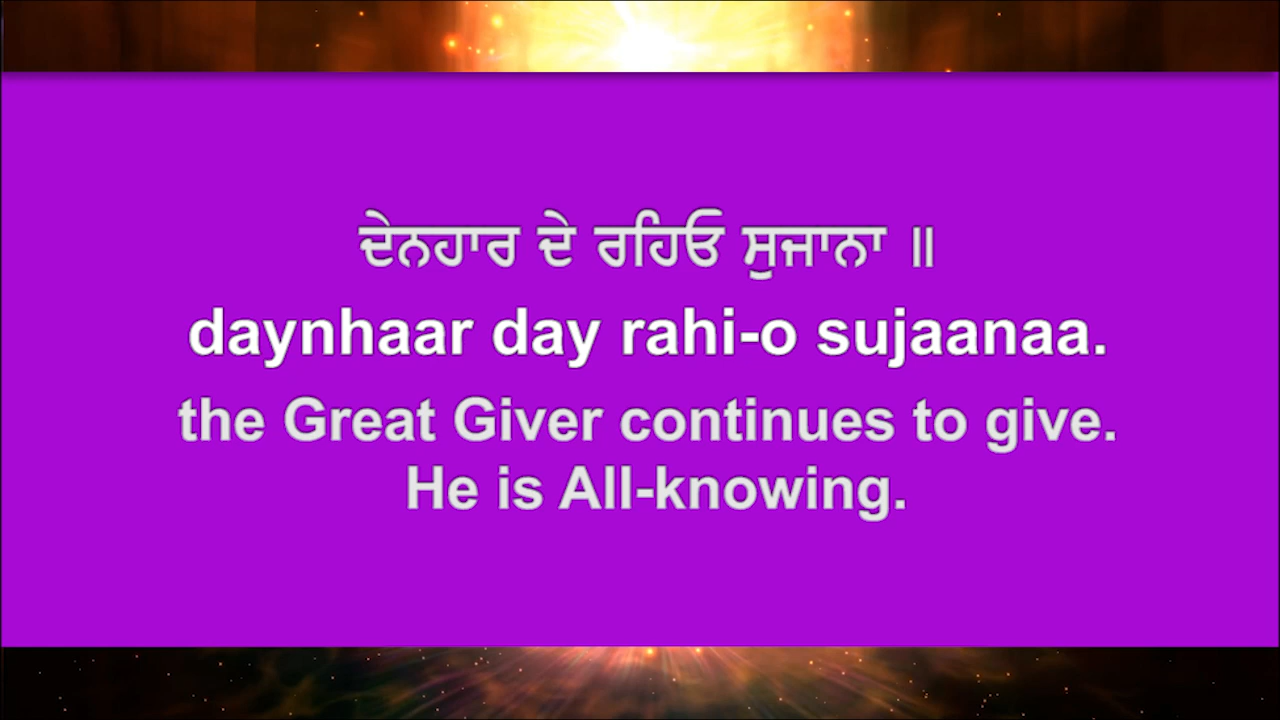 ਦੇਨਹਾਰ ਦੇ ਰਹਿਓ ਸੁਜਾਨਾ ॥
daynhaar day rahi-o sujaanaa.
the Great Giver continues to give.
He is All-knowing.